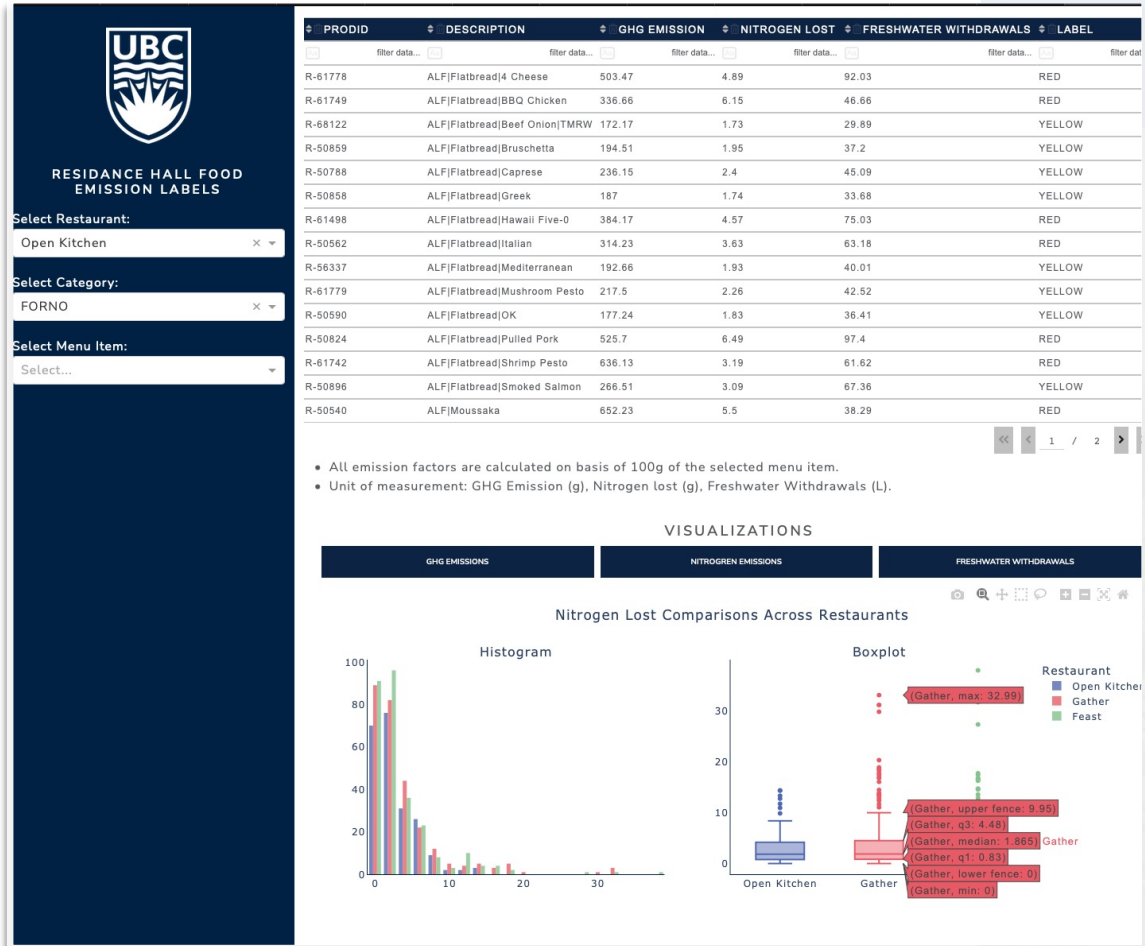 UBC
RESIDANCE HALL FOOD
EMISSION LABELS
Select Restaurant:
Open Kitchen
Select Category:
FORNO
Select Menu Item:
Select...
PRODID DESCRIPTION GHG EMISSION NITROGEN LOST FRESHWATER WITHDRAWALS LABEL
filter data... filter data... filter data... filter data... filter data... filter dat
R-61778 ALF|Flatbread|4 Cheese 503.47 4.89 92.03 RED
R-61749 ALF|Flatbread|BBQ Chicken 336.66 6.15 46.66 RED
R-68122 ALF|Flatbread|Beef Onion|TMRW 172.17 1.73 29.89 YELLOW
R-50859 ALF|Flatbread|Bruschetta 194.51 1.95 37.2 YELLOW
R-50788 ALF|Flatbread|Caprese 236.15 2.4 45.09 YELLOW
R-50858 ALF|Flatbread|Greek 187 1.74 33.68 YELLOW
R-61498 ALF|Flatbread|Hawaii Five-0 384.17 4.57 75.03 RED
R-50562 ALF|Flatbread|Italian 314.23 3.63 63.18 RED
R-56337 ALF|Flatbread|Mediterranean 192.66 1.93 40.01 YELLOW
R-61779 ALF|Flatbread|Mushroom Pesto 217.5 2.26 42.52 YELLOW
R-50590 ALF|Flatbread|OK 177.24 1.83 36.41 YELLOW
R-50824 ALF|Flatbread|Pulled Pork 525.7 6.49 97.4 RED
R-61742 ALF|Flatbread|Shrimp Pesto 636.13 3.19 61.62 RED
R-50896 ALF|Flatbread|Smoked Salmon 266.51 3.09 67.36 YELLOW
R-50540 ALF|Moussaka 652.23 5.5 38.29 RED
1 / 2
• All emission factors are calculated on basis of 100g of the selected menu item.
• Unit of measurement: GHG Emission (g), Nitrogen lost (g), Freshwater Withdrawals (L).
VISUALIZATIONS
GHG EMISSIONS NITROGREN EMISSIONS FRESHWATER WITHDRAWALS
Nitrogen Lost Comparisons Across Restaurants
Histogram
100
80
60
40
20
0
0 10 20 30
Boxplot
30
20
10
0
Open Kitchen Gather
(Gather, max: 32.99)
(Gather, upper fence: 9.95)
(Gather, q3: 4.48)
(Gather, median: 1.865) Gather
(Gather, q1: 0.83)
(Gather, lower fence: 0)
(Gather, min: 0)
Restaurant
Open Kitchen
Gather
Feast